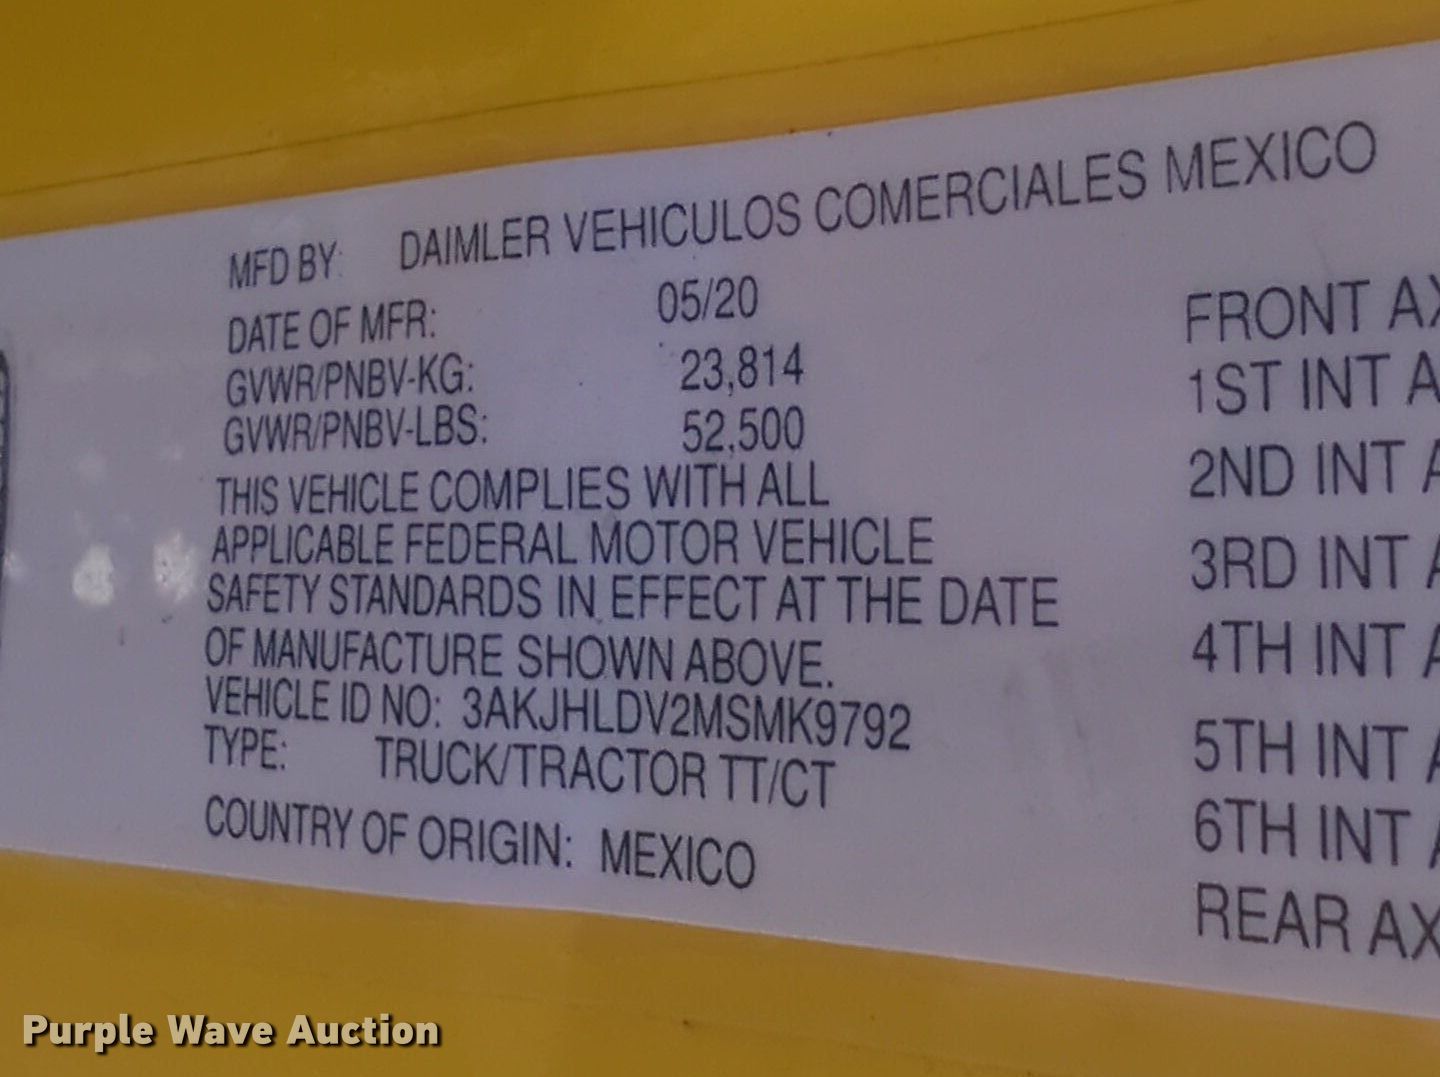 MFD BY: DAIMLER VEHICULOS COMERCIALES MEXICO
DATE OF MFR: 05/20
GVWR/PNBV-KG: 23,814
GVWR/PNBV-LBS: 52,500
THIS VEHICLE COMPLIES WITH ALL
APPLICABLE FEDERAL MOTOR VEHICLE
SAFETY STANDARDS IN EFFECT AT THE DATE
OF MANUFACTURE SHOWN ABOVE.
VEHICLE ID NO: 3AKJHLDV2MSMK9792
TYPE: TRUCK/TRACTOR TT/CT
COUNTRY OF ORIGIN: MEXICO
FRONT AX
1ST INT A
2ND INT A
3RD INT A
4TH INT A
5TH INT A
6TH INT A
REAR AX
Purple Wave Auction